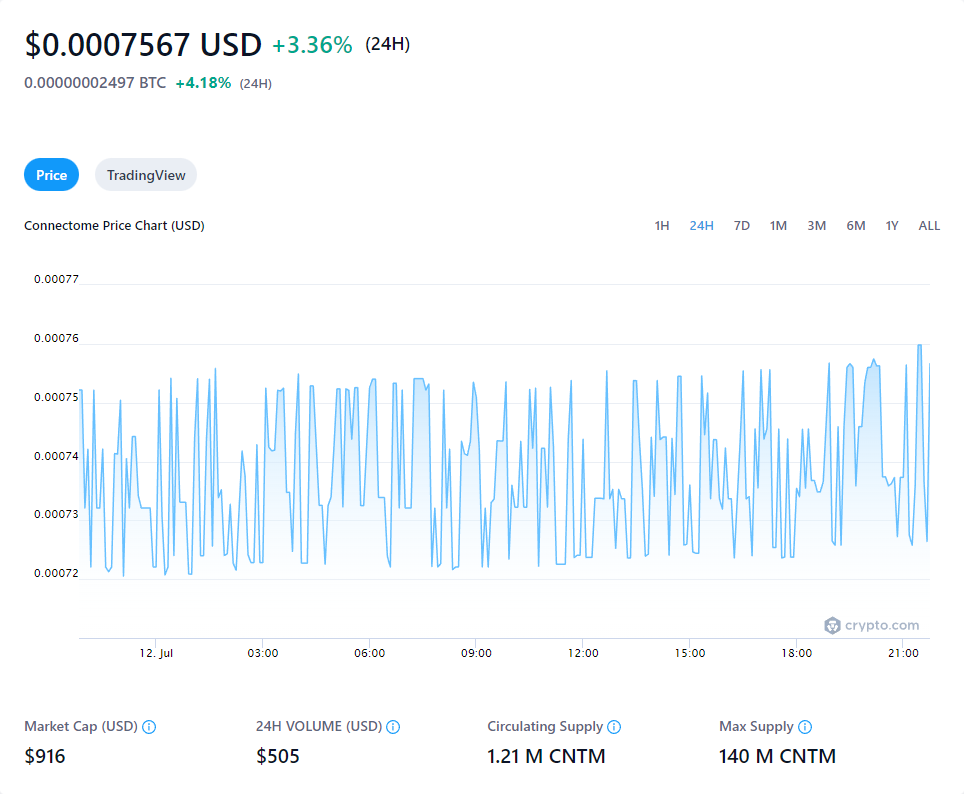 $0.0007567 USD +3.36% (24H)
0.00000002497 BTC +4.18% (24H)
Price TradingView
Connectome Price Chart (USD) 1H 24H 7D 1M 3M 6M 1Y ALL
0.00077
0.00076
0.00075
0.00074
0.00073
0.00072
crypto.com
12. Jul 03:00 06:00 09:00 12:00 15:00 18:00 21:00
Market Cap (USD) 24H VOLUME (USD) Circulating Supply Max Supply
$916 $505 1.21 M CNTM 140 M CNTM